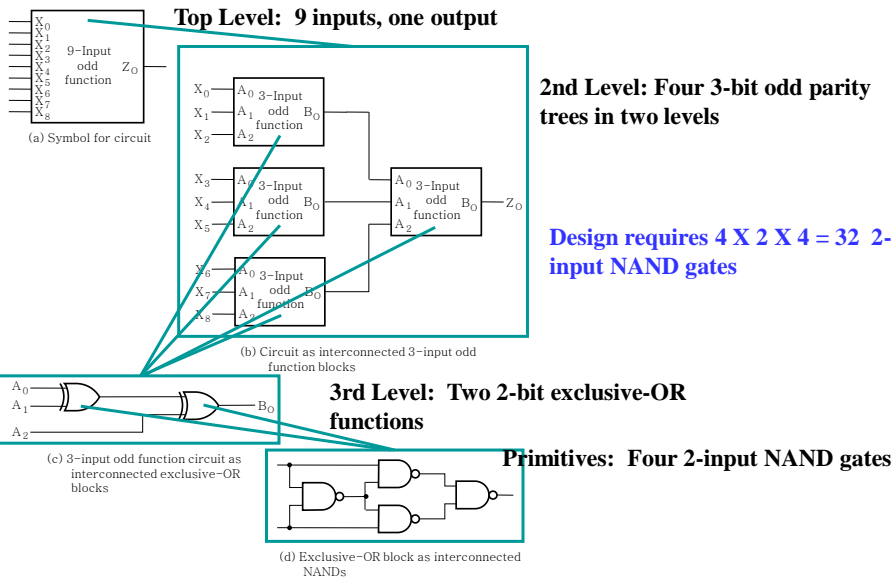 Top Level: 9 inputs, one output
X0
X1
X2
X3
X4
X5
X6
X7
X8
9-Input
odd
function
ZO
(a) Symbol for circuit
X0
X1
X2
A0
A1
A2
3-Input
odd
function
BO
X3
X4
X5
A0
A1
A2
3-Input
odd
function
BO
X6
X7
X8
A0
A1
A2
3-Input
odd
function
BO
A0
A1
A2
3-Input
odd
function
BO
ZO
(b) Circuit as interconnected 3-input odd
function blocks
2nd Level: Four 3-bit odd parity
trees in two levels
Design requires 4 X 2 X 4 = 32 2-
input NAND gates
A0
A1
A2
BO
(c) 3-input odd function circuit as
interconnected exclusive-OR
blocks
3rd Level: Two 2-bit exclusive-OR
functions
Primitives: Four 2-input NAND gates
(d) Exclusive-OR block as interconnected
NANDs